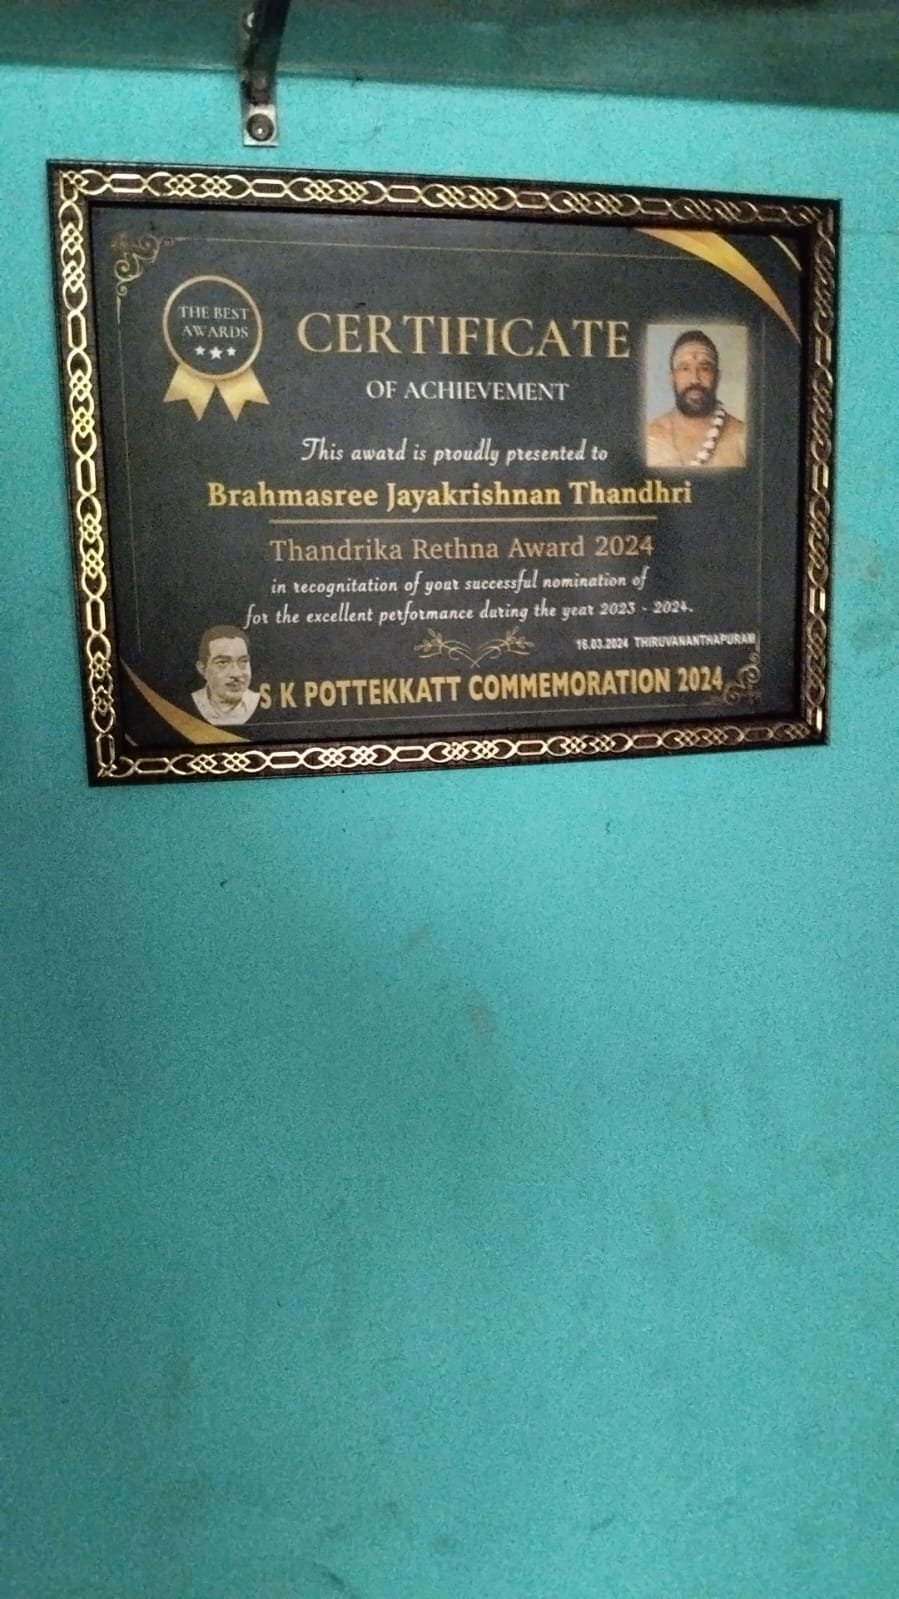 THE BEST
AWARDS
CERTIFICATE
OF ACHIEVEMENT
This award is proudly presented to
Brahmasree Jayakrishnan Thandhri
Thandrika Rethna Award 2024
in recognitation of your successful nomination of
for the excellent performance during the year 2023 - 2024.
16.03.2024 THIRUVANANTHAPURAM
S K POTTEKKATT COMMEMORATION 2024